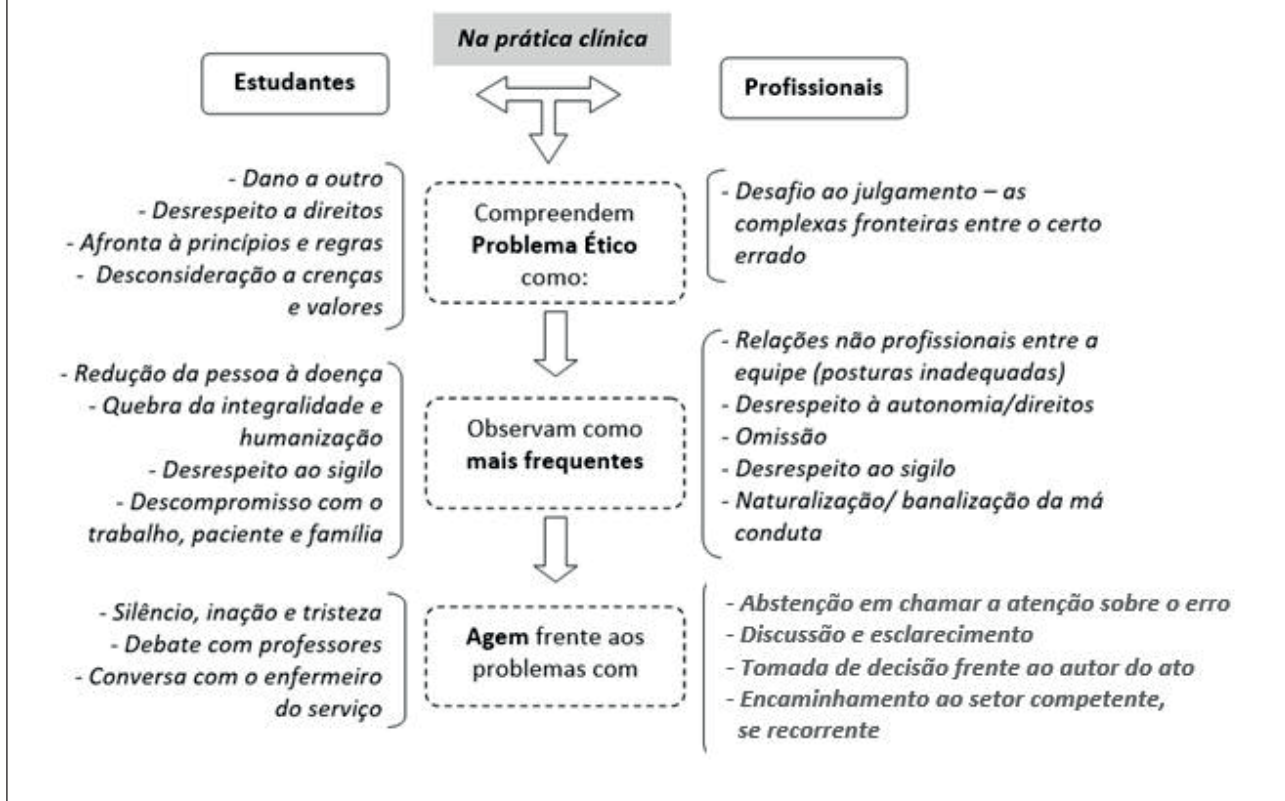 Na prática clínica
Estudantes
Profissionais
- Dano a outro
- Desrespeito a direitos
- Afronta à princípios e regras
- Desconsideração a crenças
e valores
Compreendem
Problema Ético
como:
- Desafio ao julgamento – as
complexas fronteiras entre o certo
errado
- Redução da pessoa à doença
- Quebra da integralidade e
humanização
- Desrespeito ao sigilo
- Descompromisso com o
trabalho, paciente e família
Observam como
mais frequentes
- Relações não profissionais entre a
equipe (posturas inadequadas)
- Desrespeito à autonomia/direitos
- Omissão
- Desrespeito ao sigilo
- Naturalização/ banalização da má
conduta
- Silêncio, inação e tristeza
- Debate com professores
- Conversa com o enfermeiro
do serviço
Agem frente aos
problemas com
- Abstenção em chamar a atenção sobre o erro
- Discussão e esclarecimento
- Tomada de decisão frente ao autor do ato
- Encaminhamento ao setor competente,
se recorrente